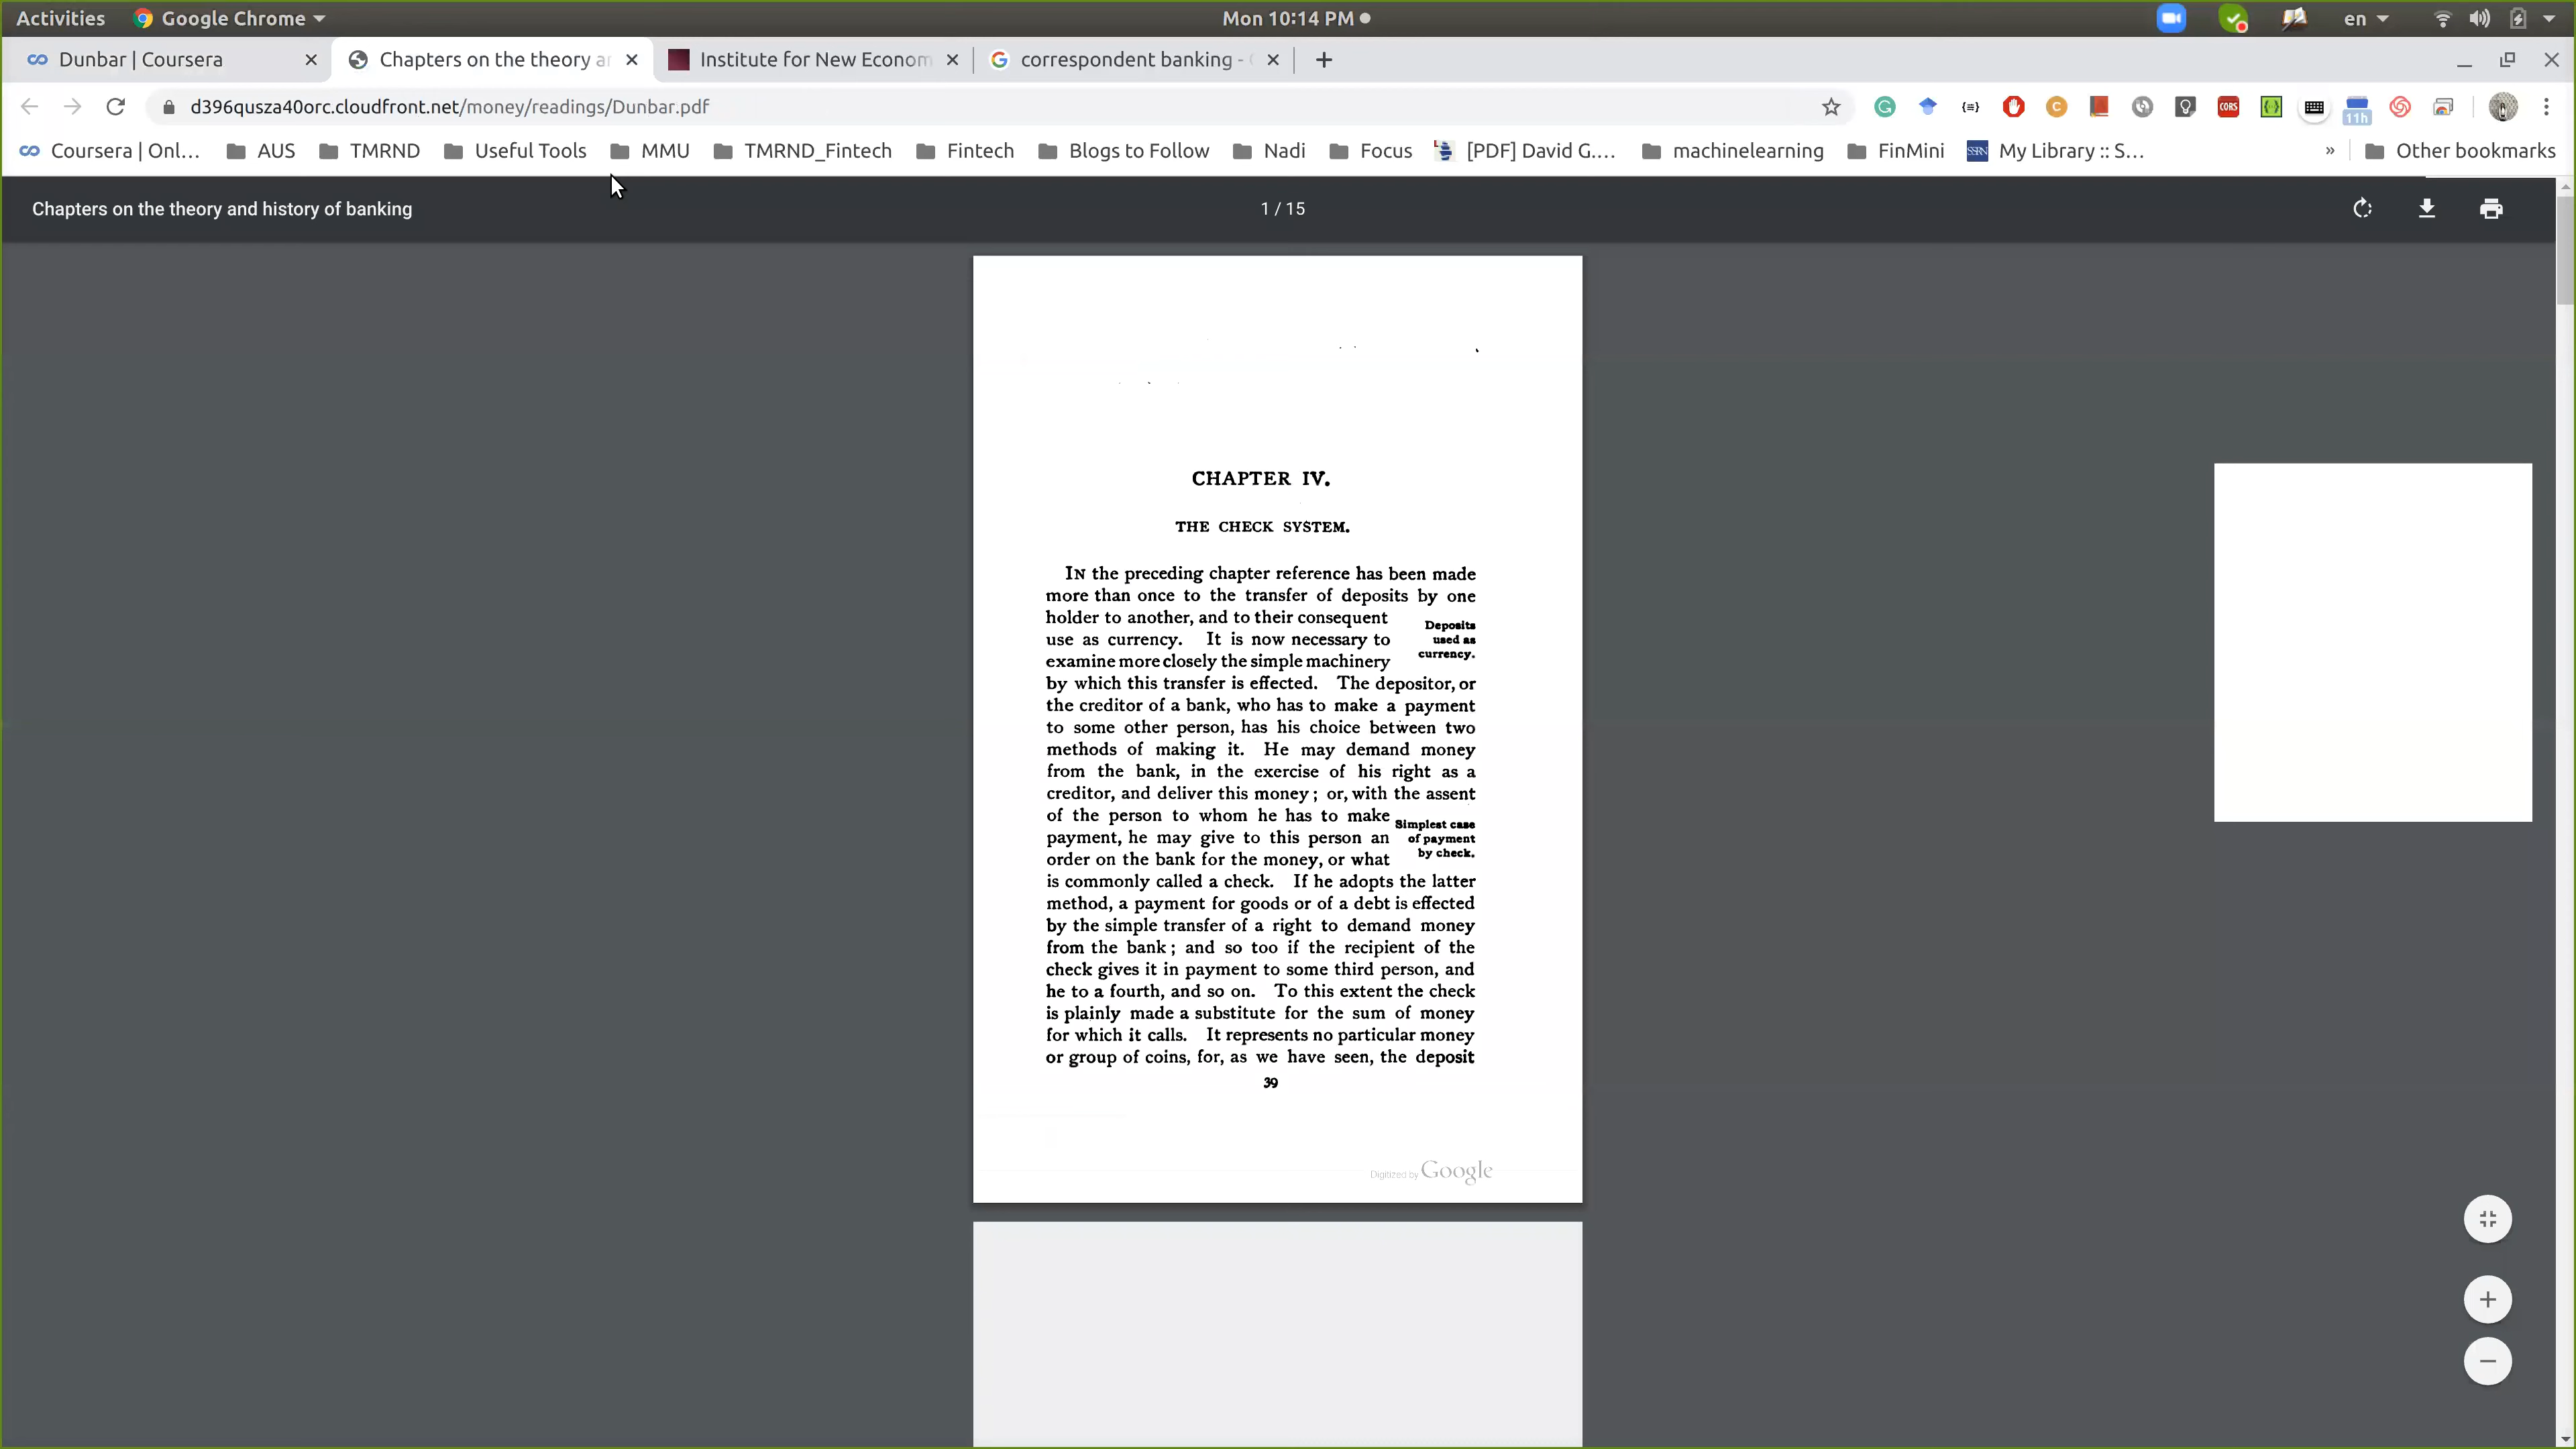 Activities Google Chrome Mon 10:14 PM en
Dunbar | Coursera Chapters on the theory a Institute for New Econom correspondent banking -
d396qusza40orc.cloudfront.net/money/readings/Dunbar.pdf CORS 11h
Coursera | Onl... AUS TMRND Useful Tools MMU TMRND_Fintech Fintech Blogs to Follow Nadi Focus [PDF] David G.... machinelearning FinMini SSRN My Library :: S... » Other bookmarks
Chapters on the theory and history of banking 1 / 15
CHAPTER IV.
THE CHECK SYSTEM.
IN the preceding chapter reference has been made
more than once to the transfer of deposits by one
holder to another, and to their consequent
use as currency. It is now necessary to
examine more closely the simple machinery
Deposits
used as
currency.
by which this transfer is effected. The depositor, or
the creditor of a bank, who has to make a payment
to some other person, has his choice between two
methods of making it. He may demand money
from the bank, in the exercise of his right as a
creditor, and deliver this money; or, with the assent
of the person to whom he has to make
payment, he may give to this person an
order on the bank for the money, or what
Simplest case
of payment
by check.
is commonly called a check. If he adopts the latter
method, a payment for goods or of a debt is effected
by the simple transfer of a right to demand money
from the bank; and so too if the recipient of the
check gives it in payment to some third person, and
he to a fourth, and so on. To this extent the check
is plainly made a substitute for the sum of money
for which it calls. It represents no particular money
or group of coins, for, as we have seen, the deposit
39
Digitized by Google